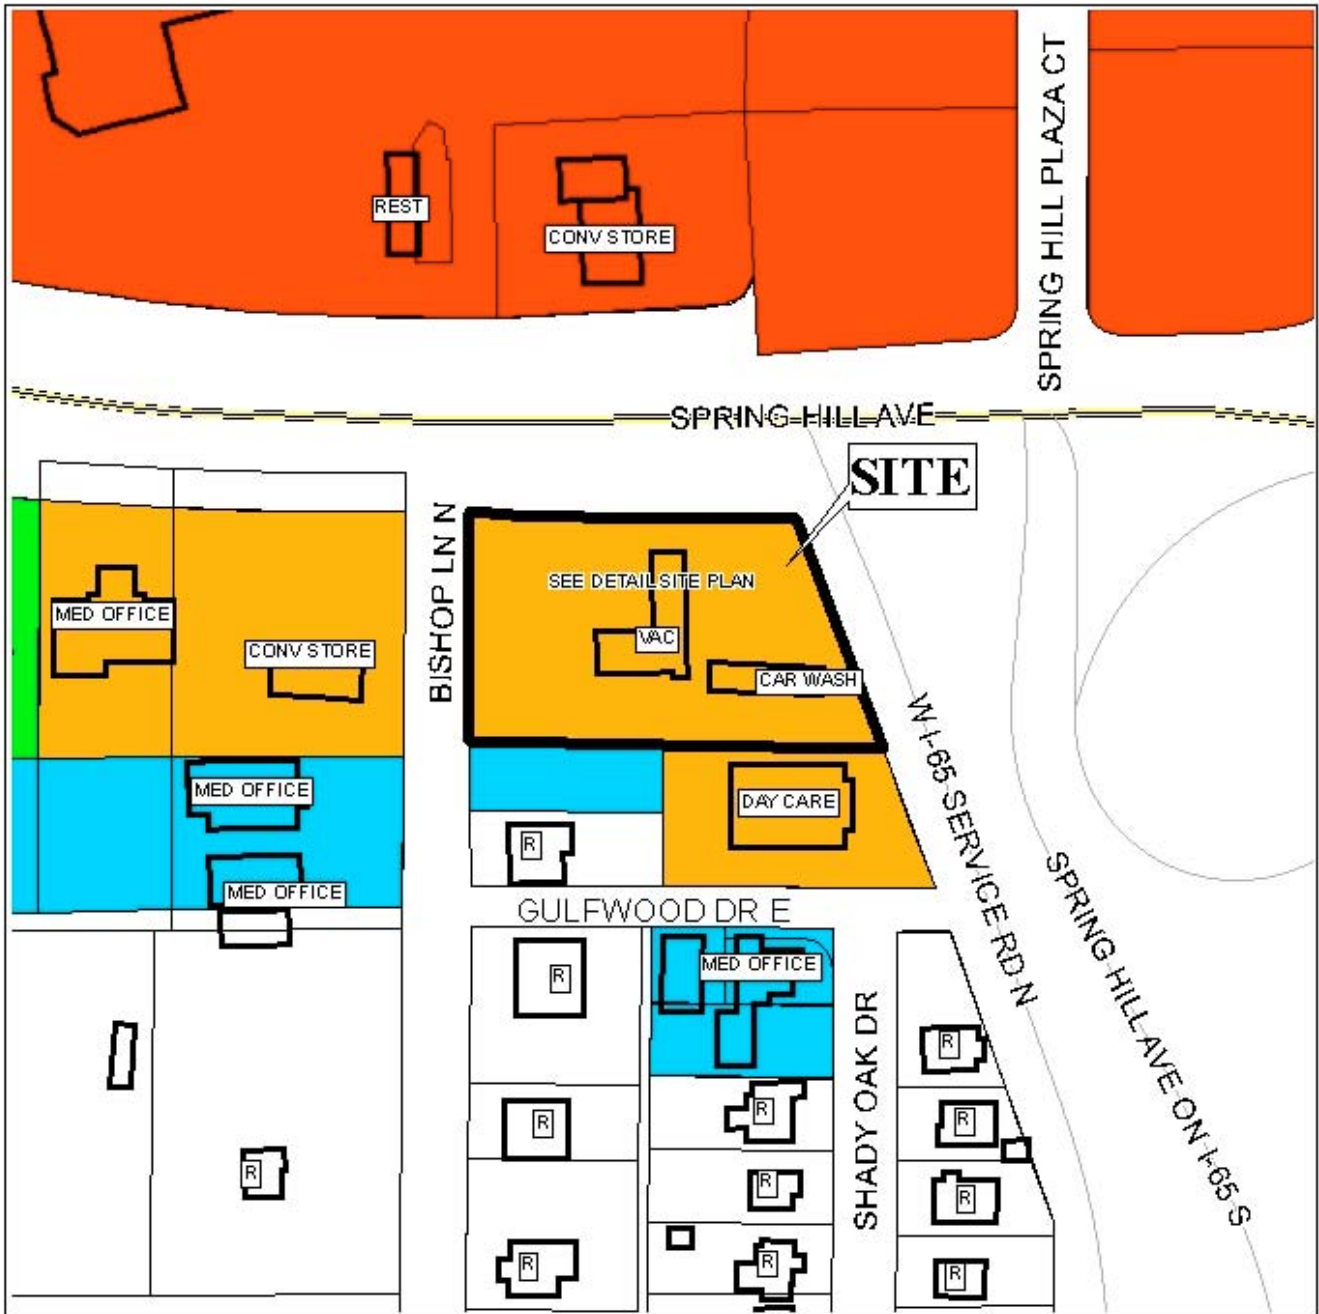 SPRING HILL PLAZA CT
REST
CONV STORE
SPRING HILL AVE
SITE
BISHOP LN N
SEE DETAIL SITE PLAN
MED OFFICE
VAC
CONV STORE
CAR WASH
W I-65 SERVICE RD N
MED OFFICE
DAY CARE
R
MED OFFICE
SPRING HILL AVE ON I-65 S
GULFWOOD DR E
R
MED OFFICE
SHADY OAK DR
R
R
R
R
R
R
R
R
R
R